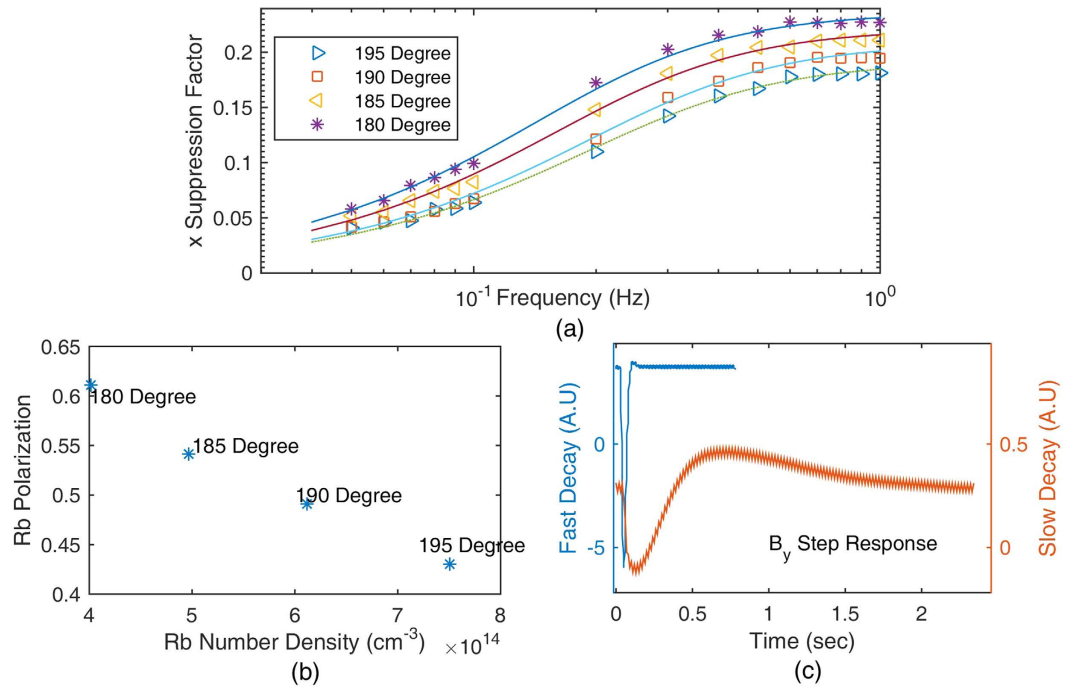 x Suppression Factor
0.2
0.15
0.1
0.05
0
195 Degree
190 Degree
185 Degree
180 Degree
10⁻¹ Frequency (Hz)
10⁰
(a)
Rb Polarization
0.65
0.6
0.55
0.5
0.45
0.4
180 Degree
185 Degree
190 Degree
195 Degree
4
5
6
7
8
Rb Number Density (cm⁻³)
×10¹⁴
(b)
Fast Decay (A.U)
0
-5
Slow Decay (A.U)
0.5
0
B_y Step Response
0
0.5
1
1.5
2
Time (sec)
(c)